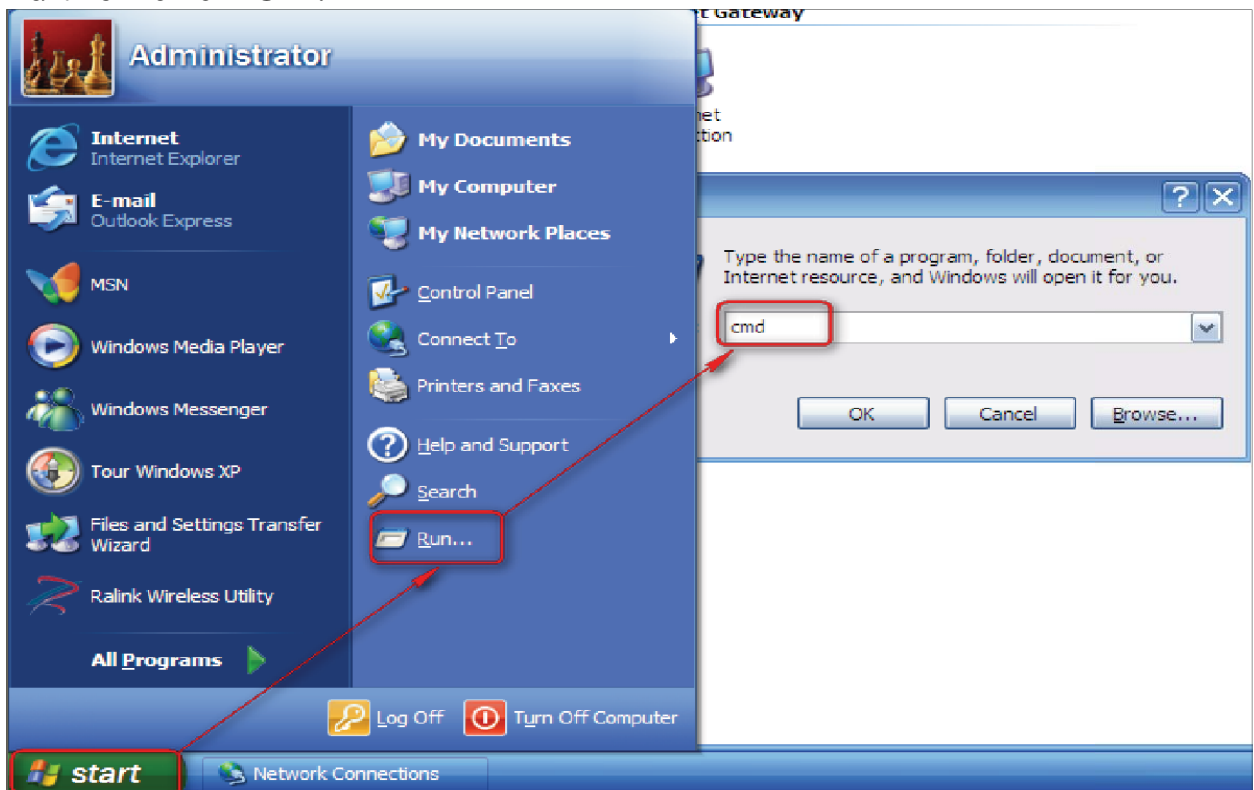 Administrator
Internet
Internet Explorer
E-mail
Outlook Express
MSN
Windows Media Player
Windows Messenger
Tour Windows XP
Files and Settings Transfer
Wizard
Ralink Wireless Utility
All Programs
My Documents
My Computer
My Network Places
Control Panel
Connect To
Printers and Faxes
Help and Support
Search
Run...
Log Off
Turn Off Computer
start
Network Connections
Gateway
Type the name of a program, folder, document, or
Internet resource, and Windows will open it for you.
cmd
OK
Cancel
Browse...